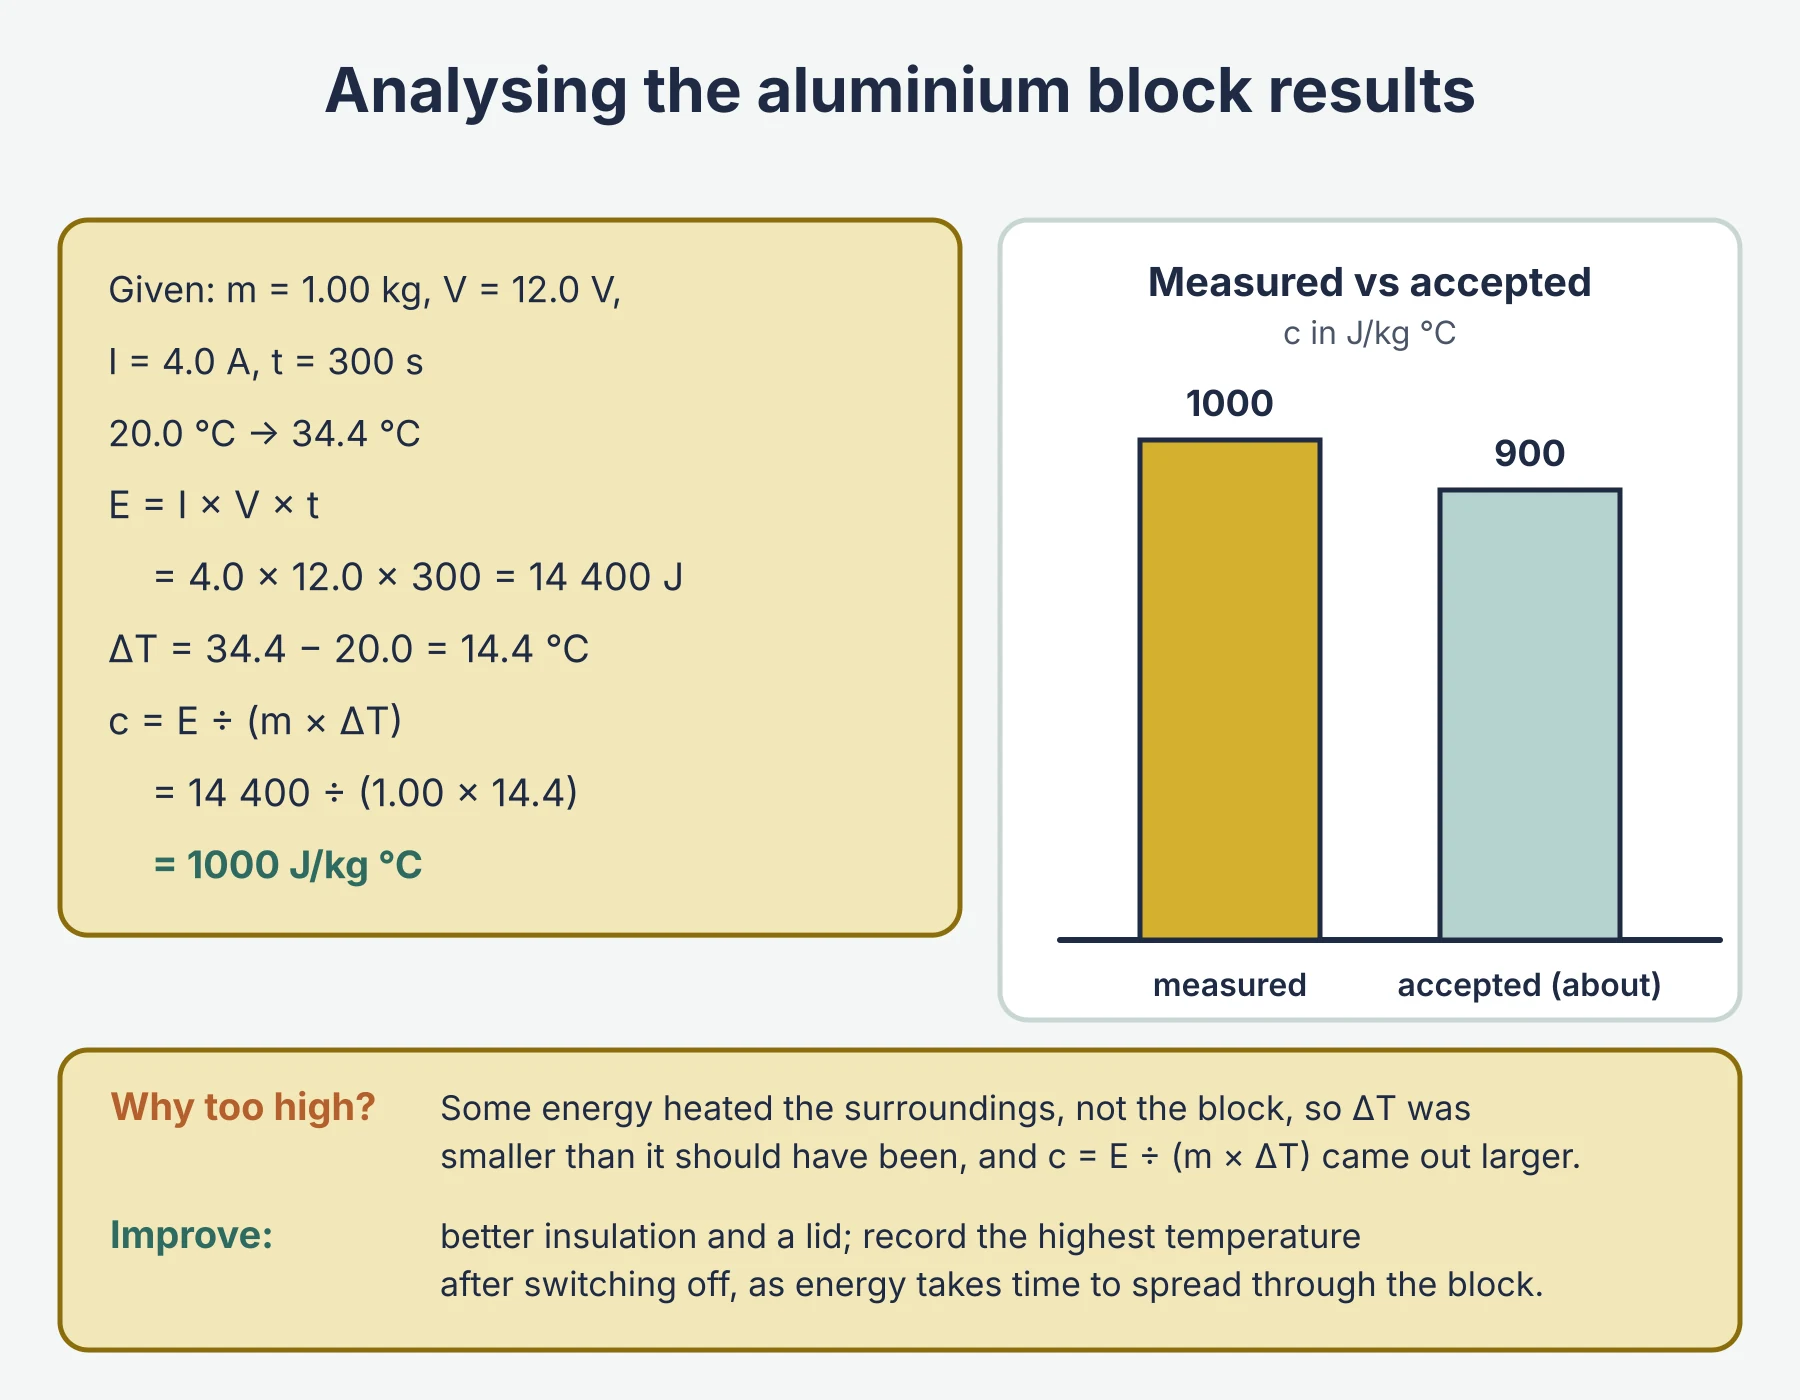 Analysing the aluminium block results
Given: m = 1.00 kg, V = 12.0 V,
I = 4.0 A, t = 300 s
20.0 °C → 34.4 °C
E = I × V × t
= 4.0 × 12.0 × 300 = 14 400 J
ΔT = 34.4 − 20.0 = 14.4 °C
c = E ÷ (m × ΔT)
= 14 400 ÷ (1.00 × 14.4)
= 1000 J/kg °C
Measured vs accepted
c in J/kg °C
1000
900
measured
accepted (about)
Why too high?
Some energy heated the surroundings, not the block, so ΔT was
smaller than it should have been, and c = E ÷ (m × ΔT) came out larger.
Improve:
better insulation and a lid; record the highest temperature
after switching off, as energy takes time to spread through the block.